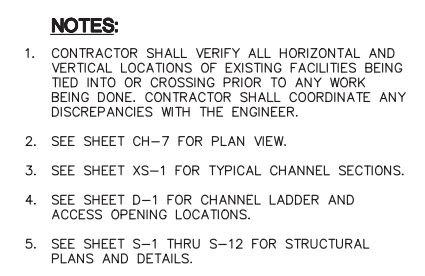 NOTES:
1. CONTRACTOR SHALL VERIFY ALL HORIZONTAL AND
VERTICAL LOCATIONS OF EXISTING FACILITIES BEING
TIED INTO OR CROSSING PRIOR TO ANY WORK
BEING DONE. CONTRACTOR SHALL COORDINATE ANY
DISCREPANCIES WITH THE ENGINEER.
2. SEE SHEET CH-7 FOR PLAN VIEW.
3. SEE SHEET XS-1 FOR TYPICAL CHANNEL SECTIONS.
4. SEE SHEET D-1 FOR CHANNEL LADDER AND
ACCESS OPENING LOCATIONS.
5. SEE SHEET S-1 THRU S-12 FOR STRUCTURAL
PLANS AND DETAILS.